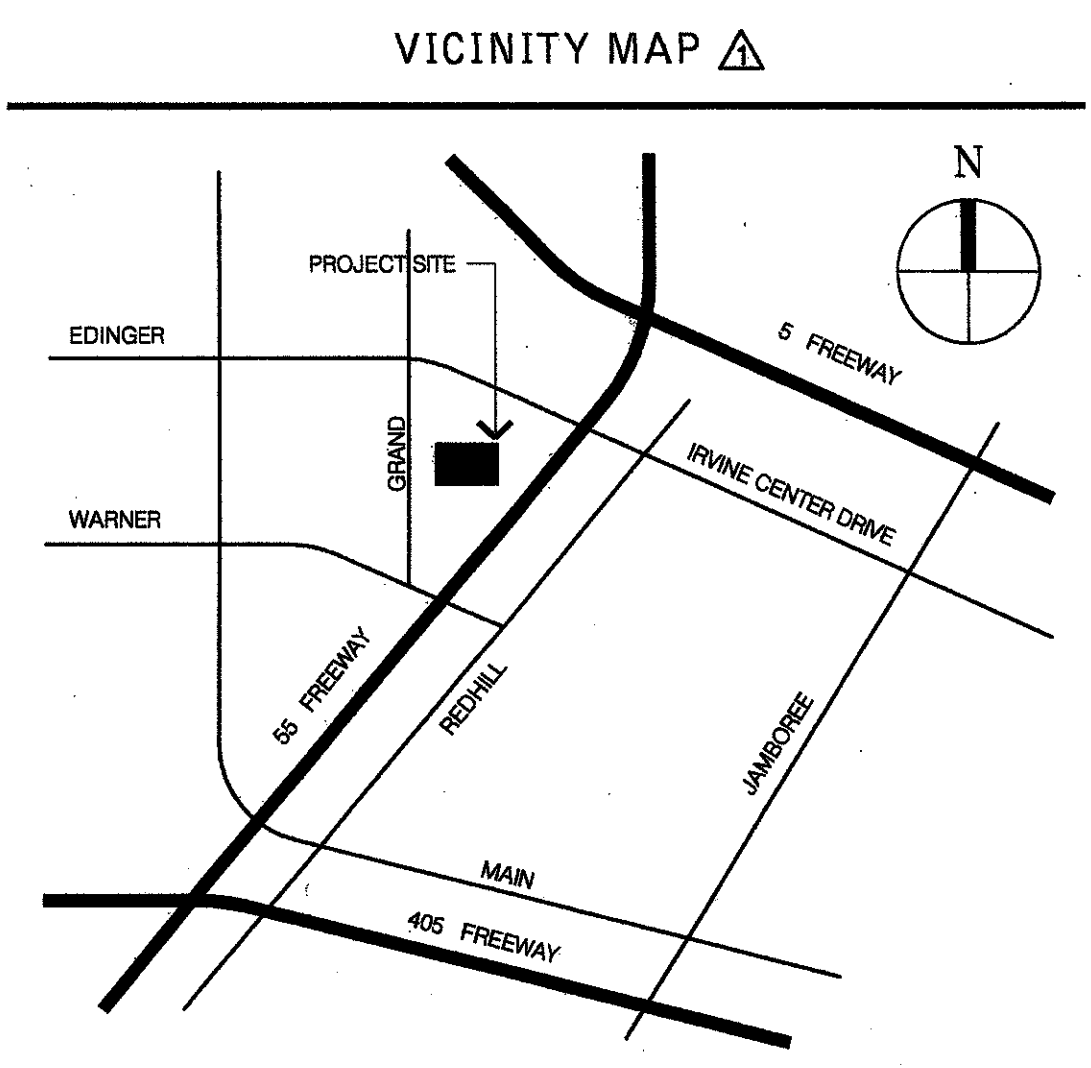 VICINITY MAP 1
N
PROJECT SITE
5 FREEWAY
EDINGER
GRAND
IRVINE CENTER DRIVE
WARNER
55 FREEWAY
REDHILL
JAMBOREE
MAIN
405 FREEWAY